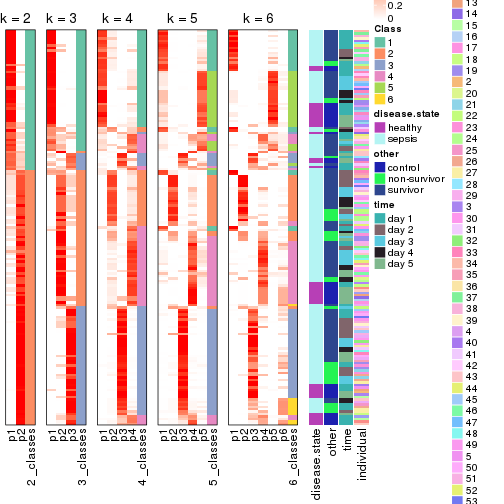 k = 2
k = 3
k = 4
k = 5
k = 6
0.2
0
Class
1
2
3
4
5
6
disease.state
healthy
sepsis
other
control
non-survivor
survivor
time
day 1
day 2
day 3
day 4
day 5
13
14
15
16
17
18
19
2
20
21
22
23
24
25
26
27
28
29
3
30
31
32
33
34
35
36
37
38
39
4
40
41
42
43
44
45
46
47
48
49
5
50
51
52
53
p1
p2
2_classes
p1
p2
p3
3_classes
p1
p2
p3
p4
4_classes
p1
p2
p3
p4
p5
5_classes
p1
p2
p3
p4
p5
p6
6_classes
disease.state
other
time
individual